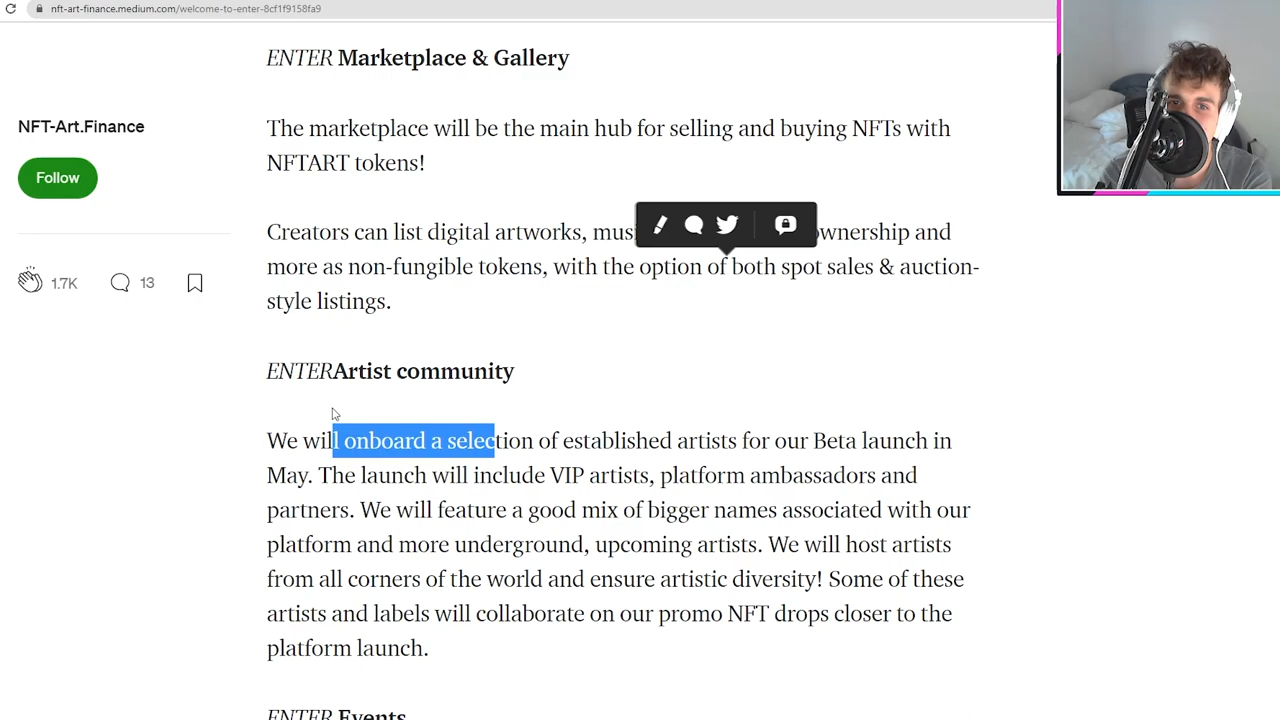 nft-art-finance.medium.com/welcome-to-enter-8cf1f9158fa9
ENTER Marketplace & Gallery
NFT-Art.Finance
Follow
1.7K
13
The marketplace will be the main hub for selling and buying NFTs with
NFTART tokens!
Creators can list digital artworks, ownership and
more as non-fungible tokens, with the option of both spot sales & auction-
style listings.
ENTERArtist community
We will onboard a selection of established artists for our Beta launch in
May. The launch will include VIP artists, platform ambassadors and
partners. We will feature a good mix of bigger names associated with our
platform and more underground, upcoming artists. We will host artists
from all corners of the world and ensure artistic diversity! Some of these
artists and labels will collaborate on our promo NFT drops closer to the
platform launch.
ENTER Events